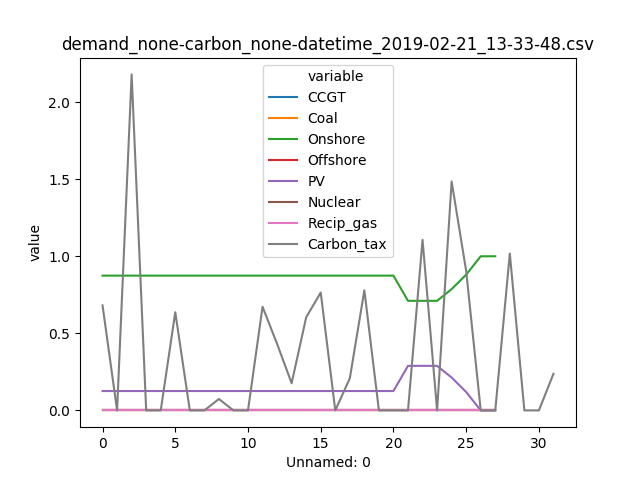 demand_none-carbon_none-datetime_2019-02-21_13-33-48.csv
variable
CCGT
Coal
Onshore
Offshore
PV
Nuclear
Recip_gas
Carbon_tax
value
2.0
1.5
1.0
0.5
0.0
0 5 10 15 20 25 30
Unnamed: 0